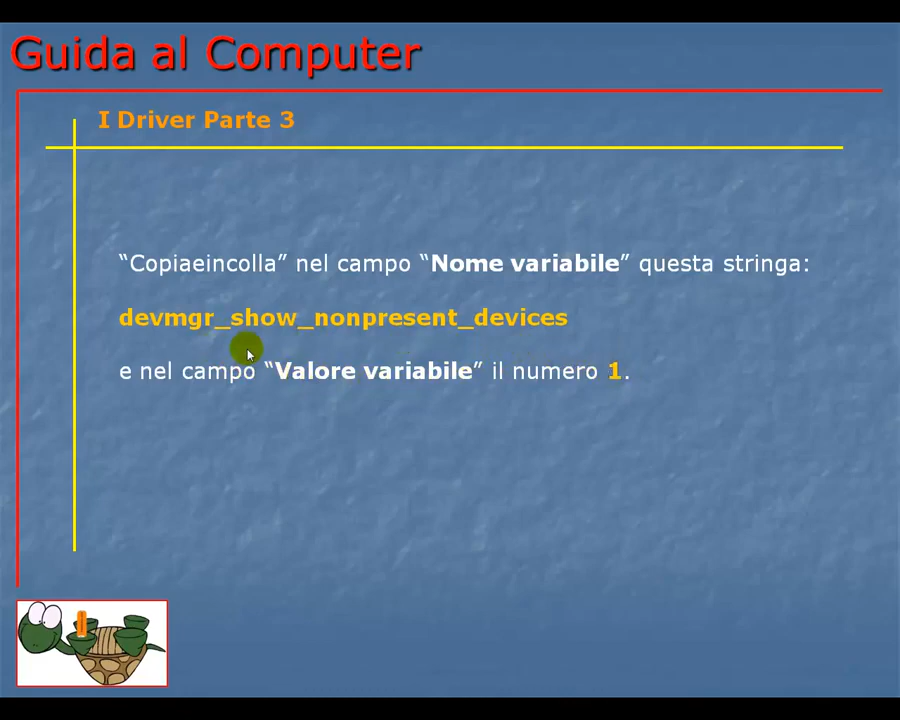 Guida al Computer
I Driver Parte 3
“Copiaeincolla” nel campo “Nome variabile” questa stringa:
devmgr_show_nonpresent_devices
e nel campo “Valore variabile” il numero 1.